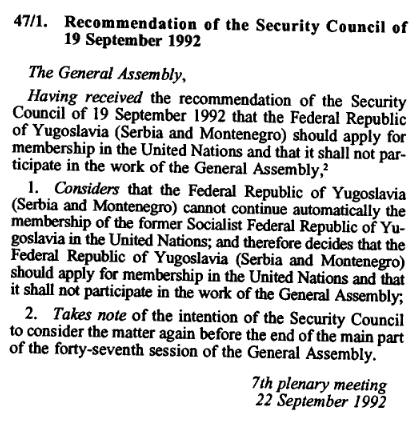 47/1. Recommendation of the Security Council of
19 September 1992
The General Assembly,
Having received the recommendation of the Security
Council of 19 September 1992 that the Federal Republic
of Yugoslavia (Serbia and Montenegro) should apply for
membership in the United Nations and that it shall not par-
ticipate in the work of the General Assembly,²
1. Considers that the Federal Republic of Yugoslavia
(Serbia and Montenegro) cannot continue automatically the
membership of the former Socialist Federal Republic of Yu-
goslavia in the United Nations; and therefore decides that the
Federal Republic of Yugoslavia (Serbia and Montenegro)
should apply for membership in the United Nations and that
it shall not participate in the work of the General Assembly;
2. Takes note of the intention of the Security Council
to consider the matter again before the end of the main part
of the forty-seventh session of the General Assembly.
7th plenary meeting
22 September 1992